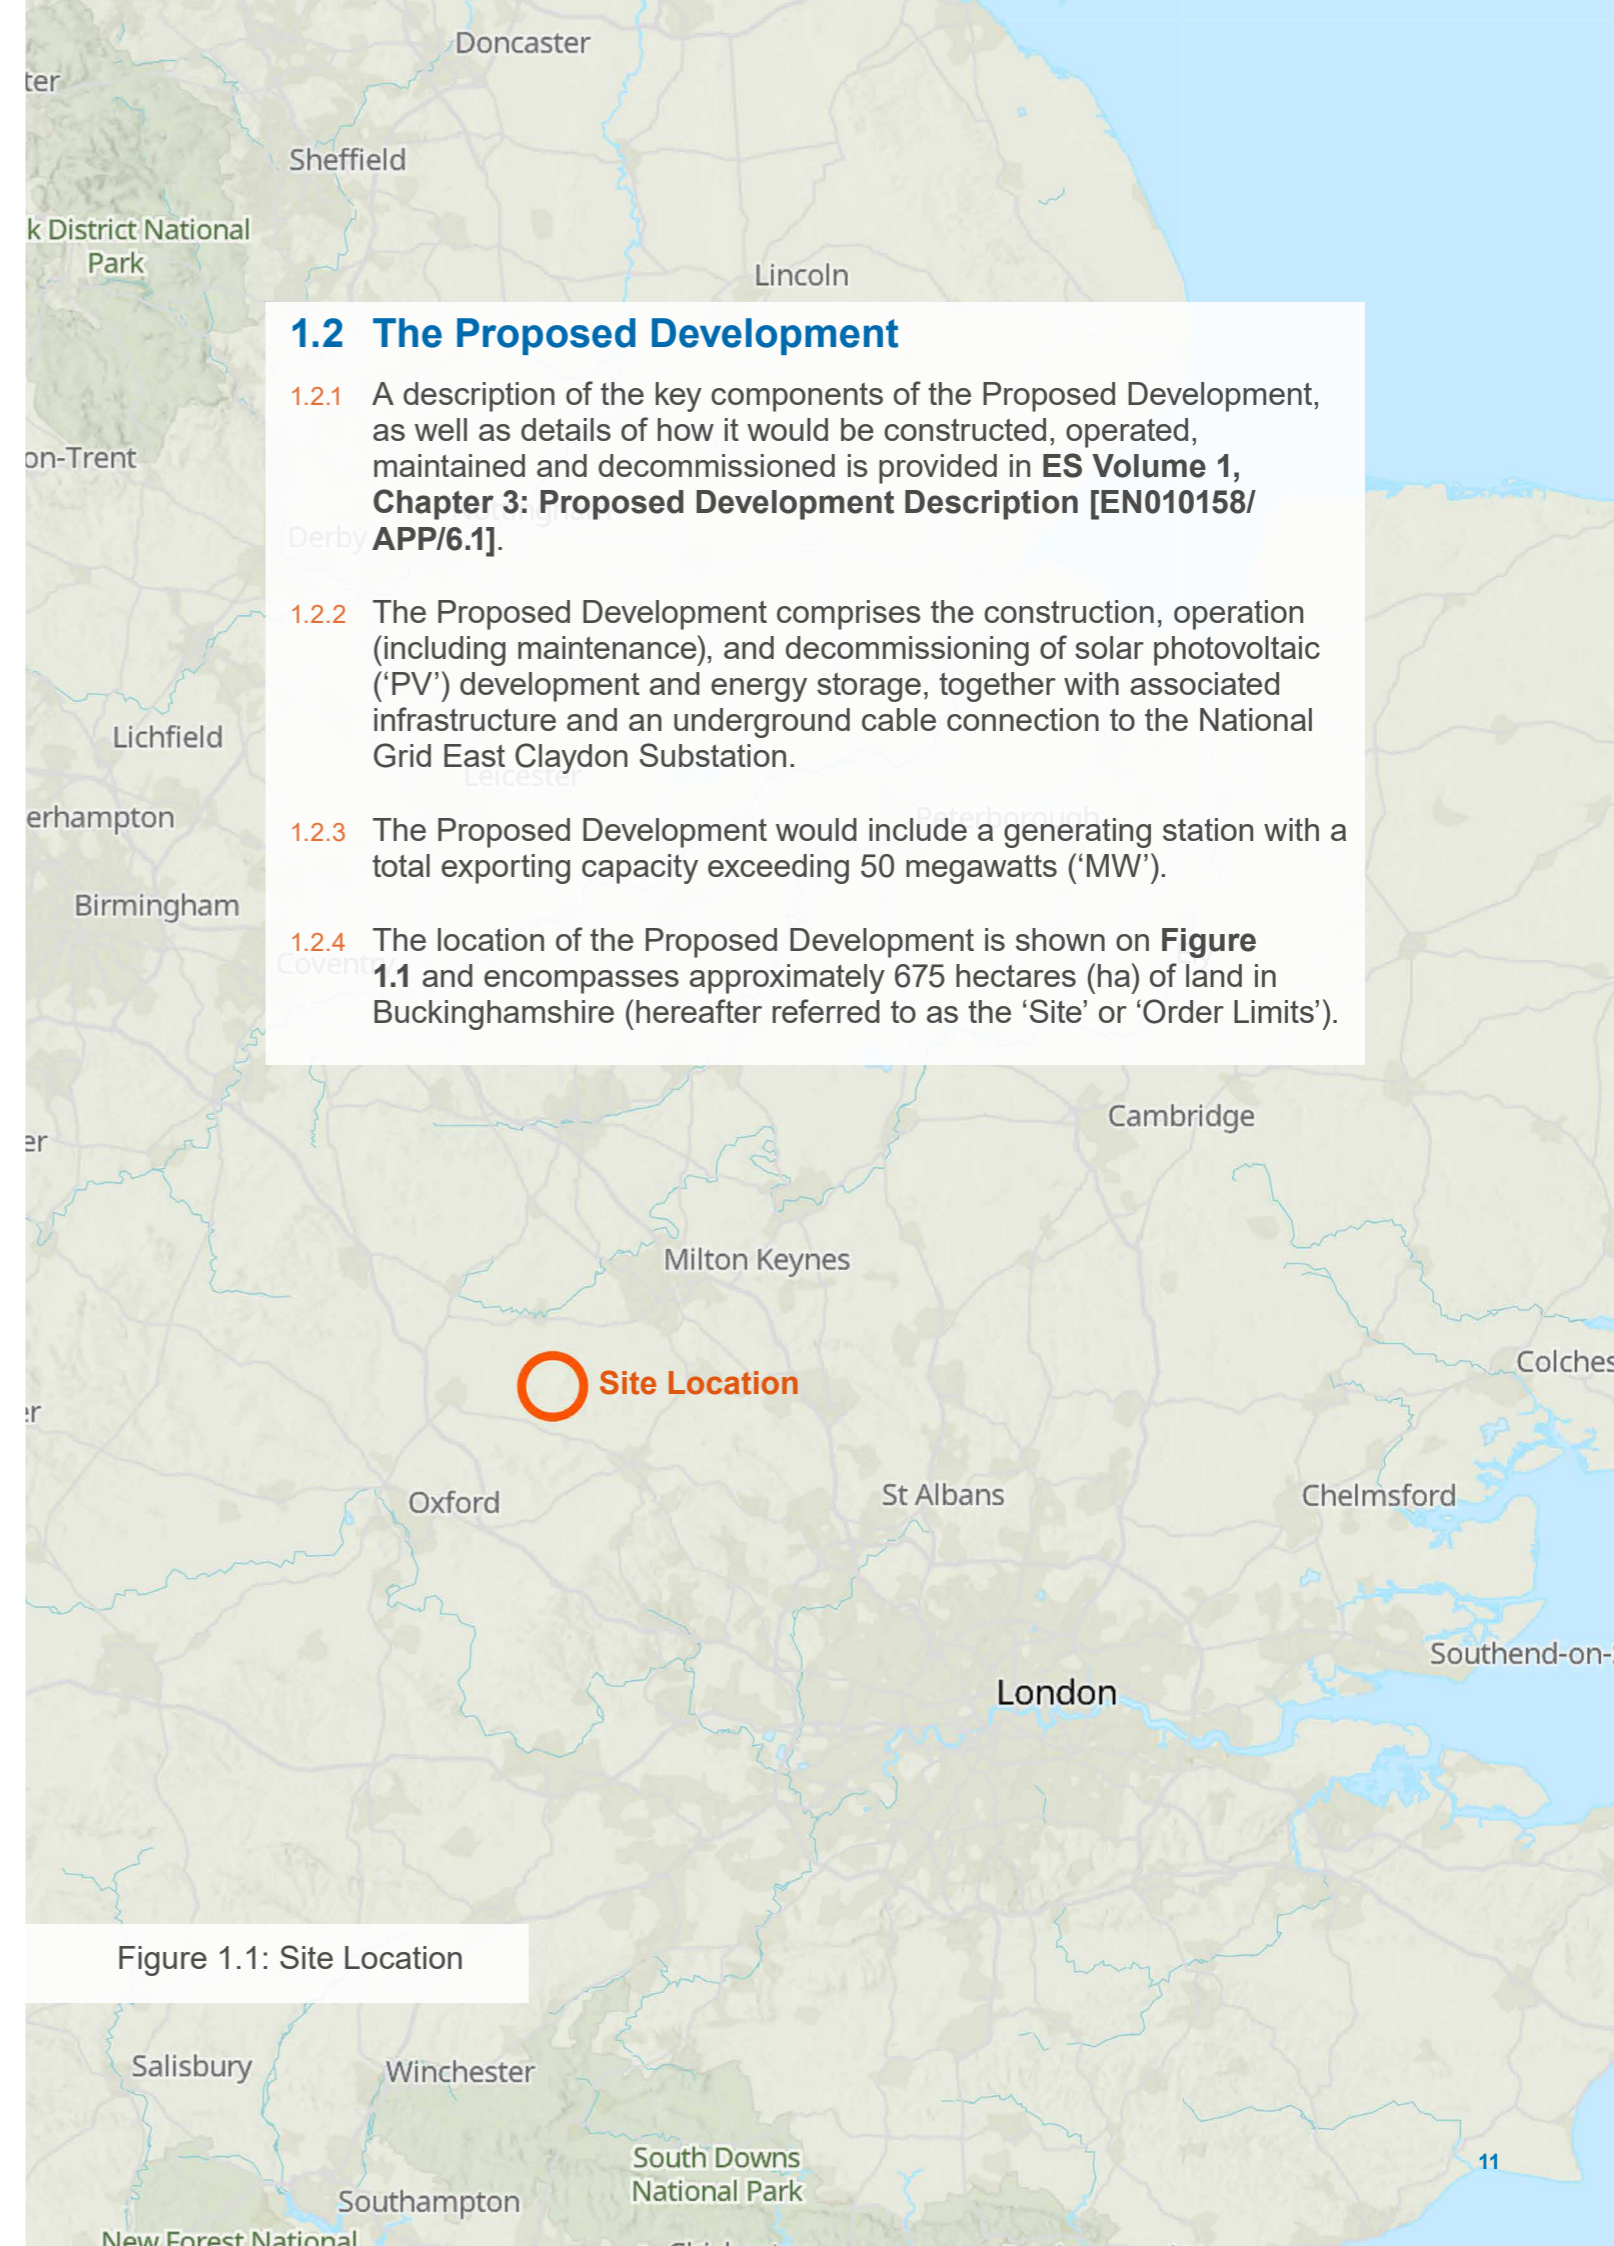 Doncaster
ter
Sheffield
k District National
Park
Lincoln
1.2 The Proposed Development
1.2.1 A description of the key components of the Proposed Development,
as well as details of how it would be constructed, operated,
maintained and decommissioned is provided in ES Volume 1,
Chapter 3: Proposed Development Description [EN010158/
APP/6.1].
on-Trent
Derby
1.2.2 The Proposed Development comprises the construction, operation
(including maintenance), and decommissioning of solar photovoltaic
(‘PV’) development and energy storage, together with associated
infrastructure and an underground cable connection to the National
Grid East Claydon Substation.
Lichfield
Leicester
erhampton
Peterborough
1.2.3 The Proposed Development would include a generating station with a
total exporting capacity exceeding 50 megawatts (‘MW’).
Birmingham
1.2.4 The location of the Proposed Development is shown on Figure
1.1 and encompasses approximately 675 hectares (ha) of land in
Buckinghamshire (hereafter referred to as the ‘Site’ or ‘Order Limits’).
Coventry
Cambridge
er
Milton Keynes
Site Location
Colches
er
Oxford
St Albans
Chelmsford
Southend-on-
London
Figure 1.1: Site Location
Salisbury
Winchester
South Downs
National Park
11
Southampton
New Forest National